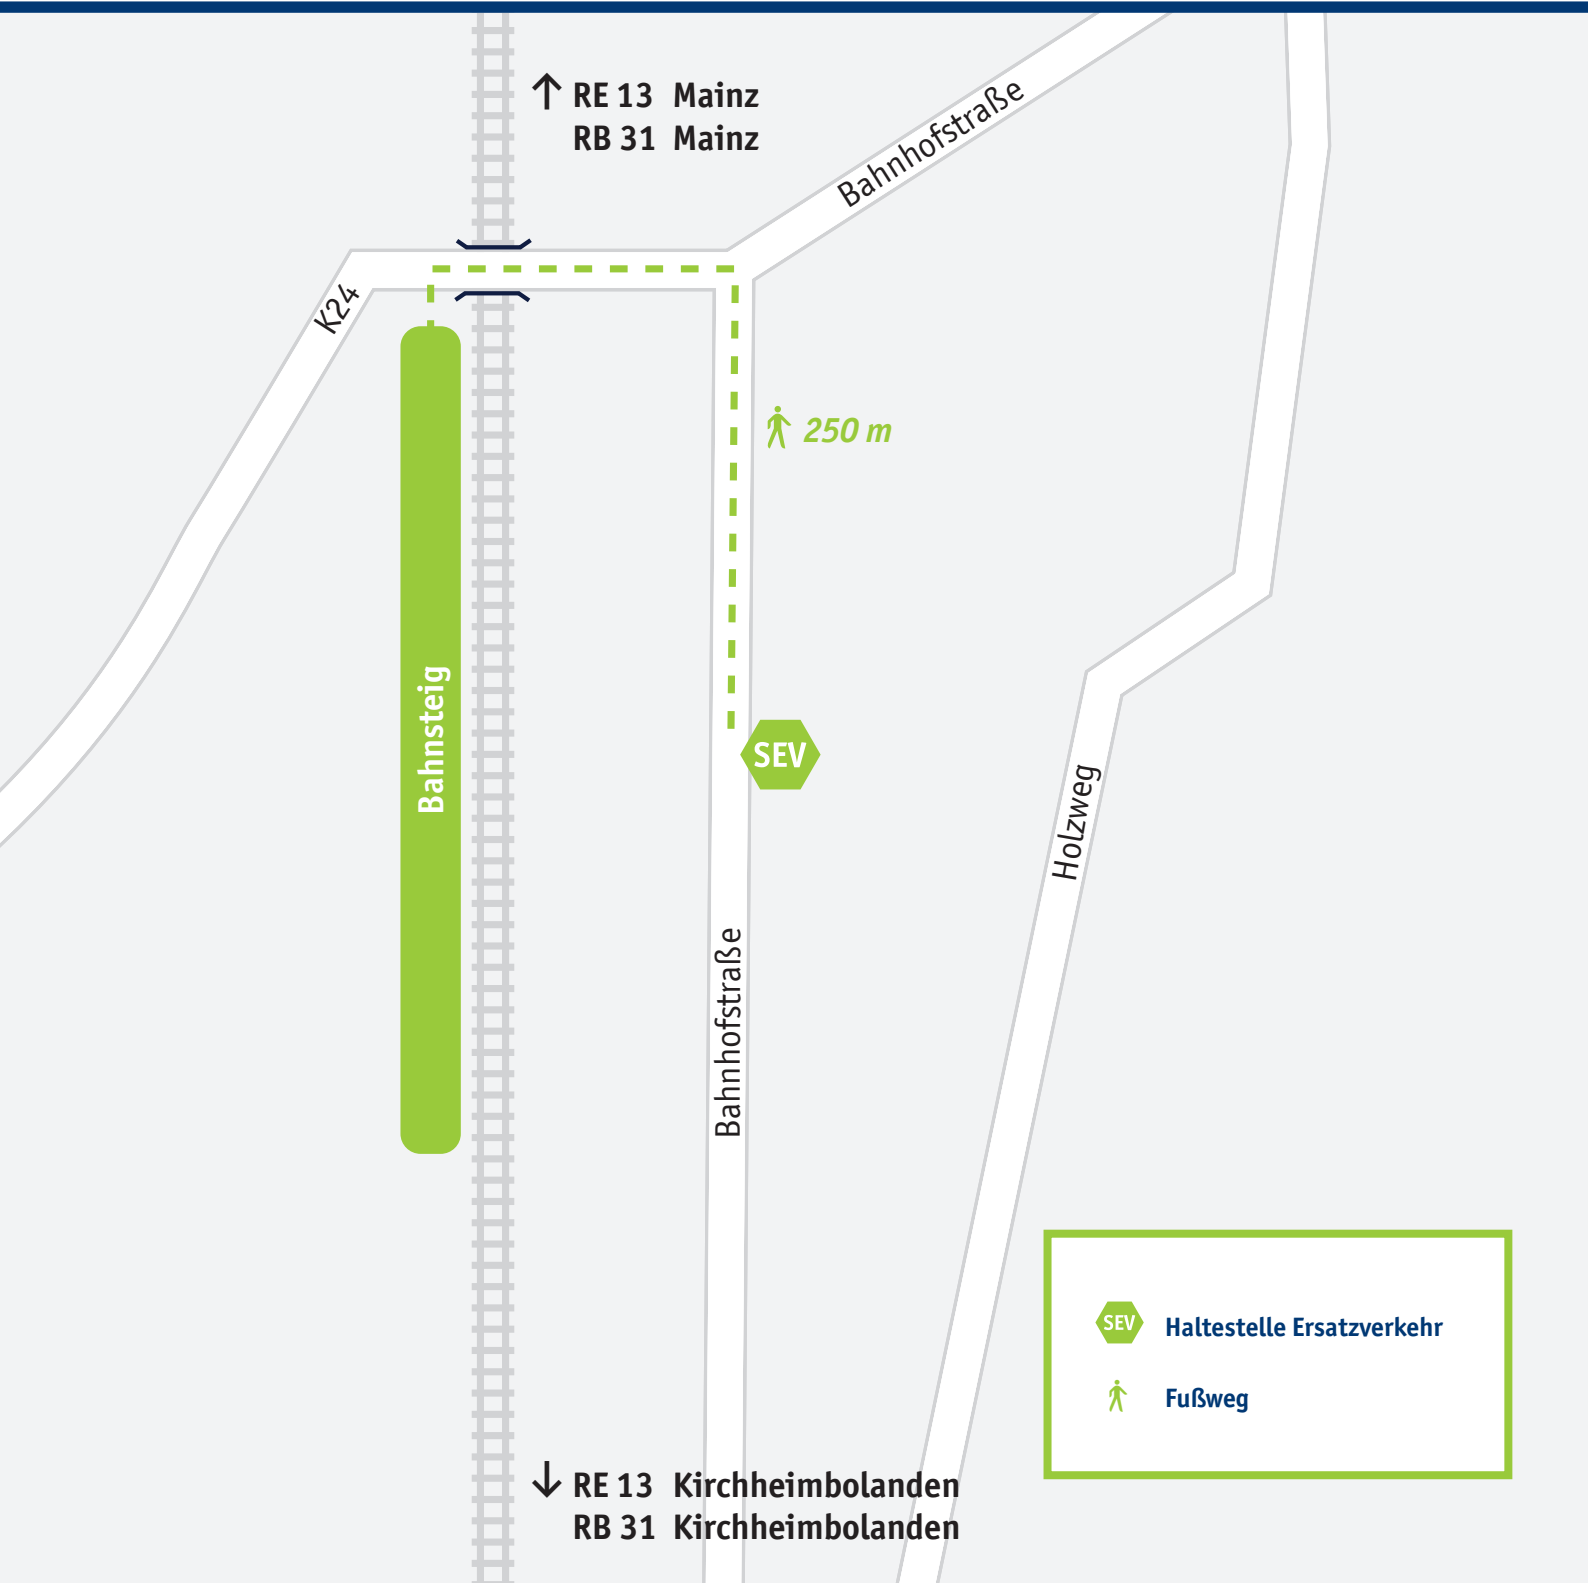 RE 13 Mainz
RB 31 Mainz
Bahnhofstraße
K24
250 m
Bahnsteig
SEV
Holzweg
Bahnhofstraße
SEV Haltestelle Ersatzverkehr
Fußweg
RE 13 Kirchheimbolanden
RB 31 Kirchheimbolanden